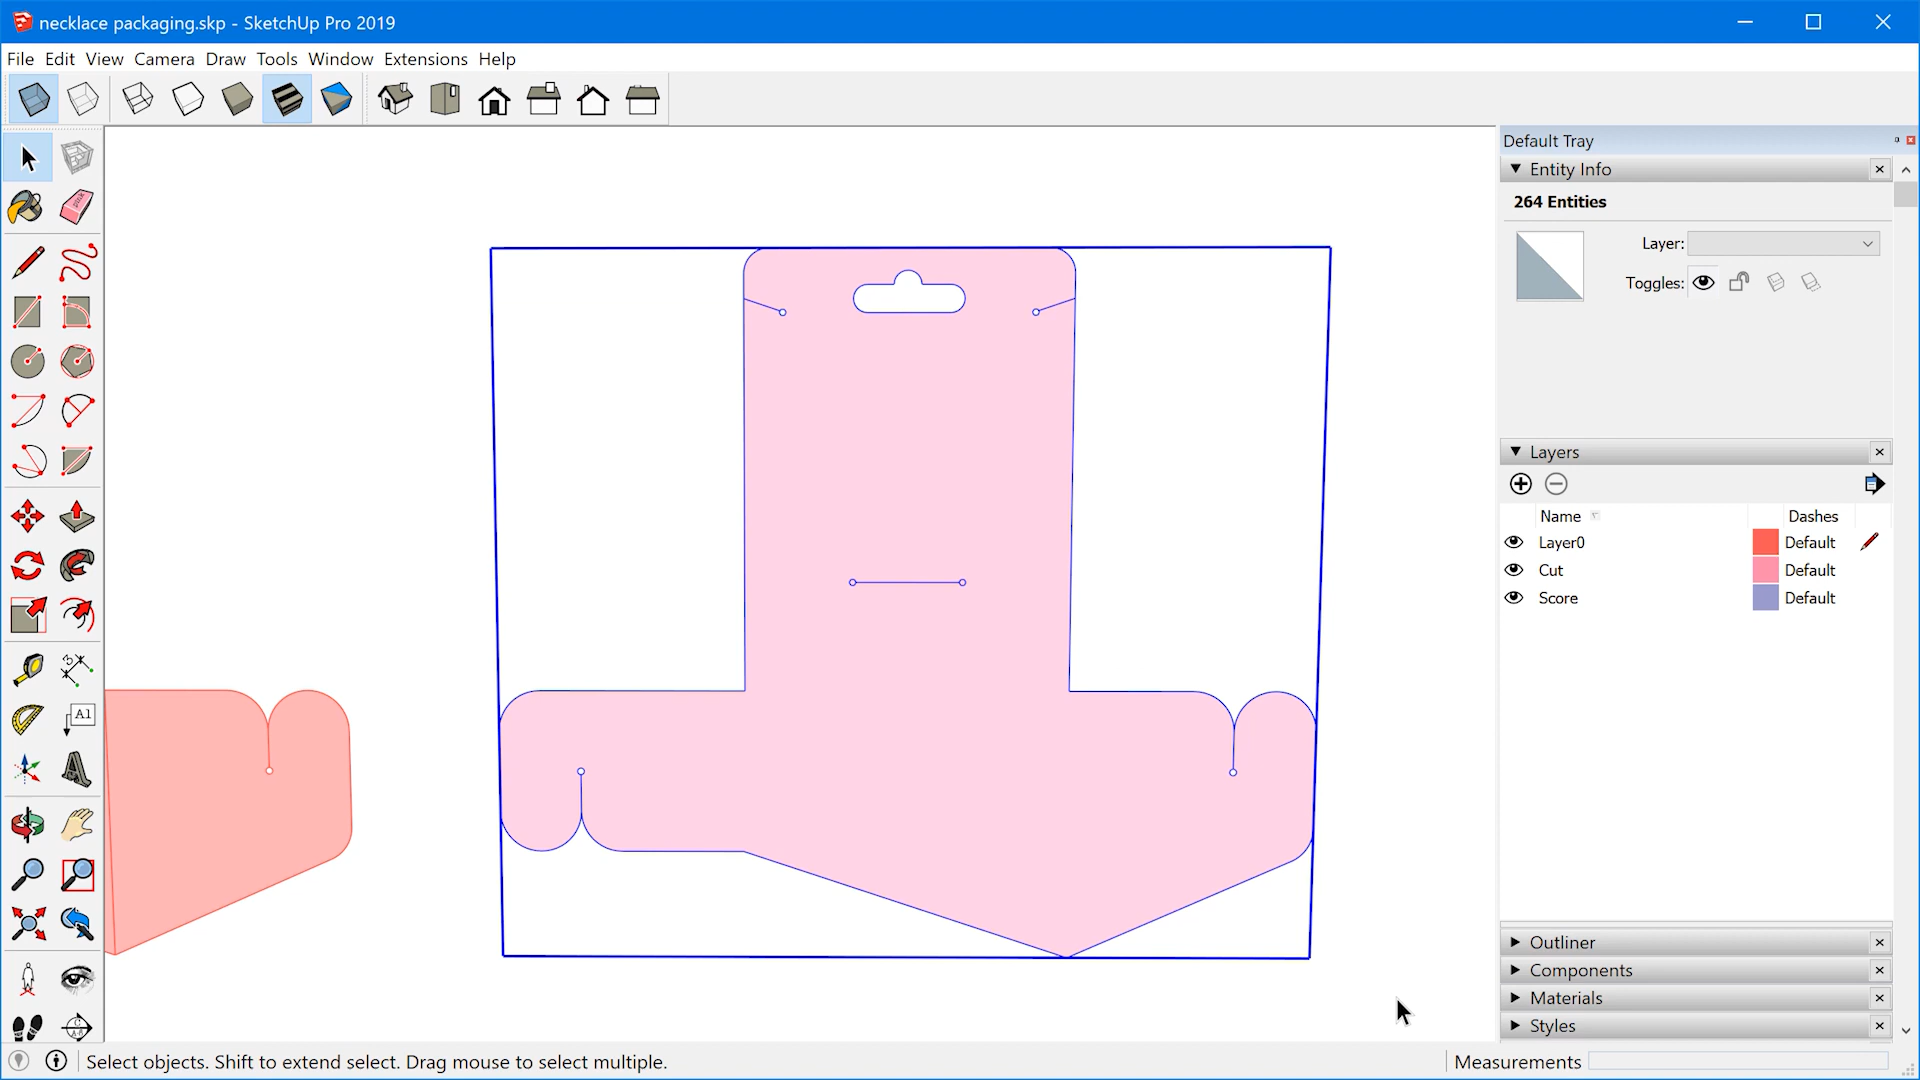 necklace packaging.skp - SketchUp Pro 2019
File Edit View Camera Draw Tools Window Extensions Help
Default Tray
Entity Info
264 Entities
Layer:
Toggles:
Layers
Name Dashes
Layer0 Default
Cut Default
Score Default
A1
Outliner
Components
Materials
Styles
Select objects. Shift to extend select. Drag mouse to select multiple.
Measurements